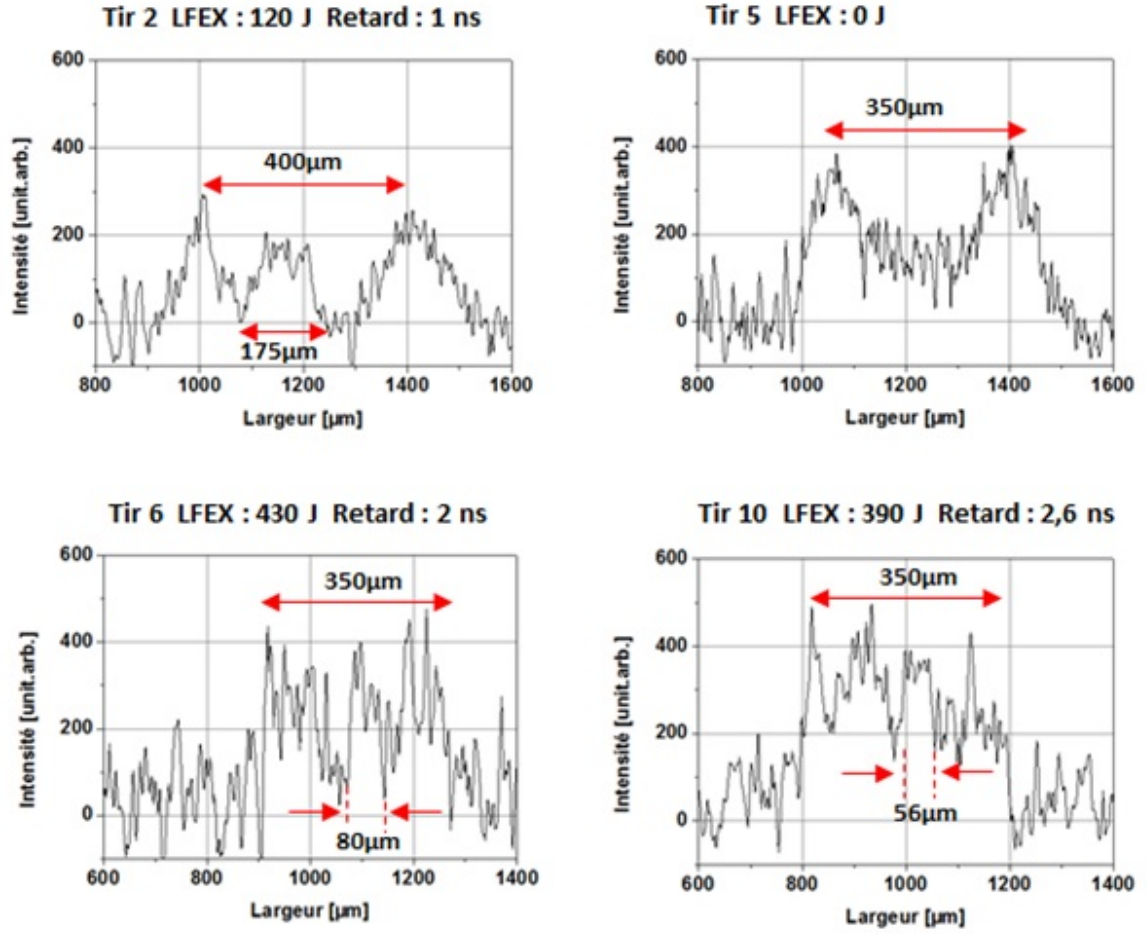 Tir 2 LFEX : 120 J Retard : 1 ns
600
400
200
0
Intensité [unit.arb.]
400µm
175µm
800 1000 1200 1400 1600
Largeur [µm]
Tir 5 LFEX : 0 J
600
400
200
0
Intensité [unit.arb.]
350µm
800 1000 1200 1400 1600
Largeur [µm]
Tir 6 LFEX : 430 J Retard : 2 ns
600
400
200
0
Intensité [unit.arb.]
350µm
80µm
600 800 1000 1200 1400
Largeur [µm]
Tir 10 LFEX : 390 J Retard : 2,6 ns
600
400
200
0
Intensité [unit.arb.]
350µm
56µm
600 800 1000 1200 1400
Largeur [µm]